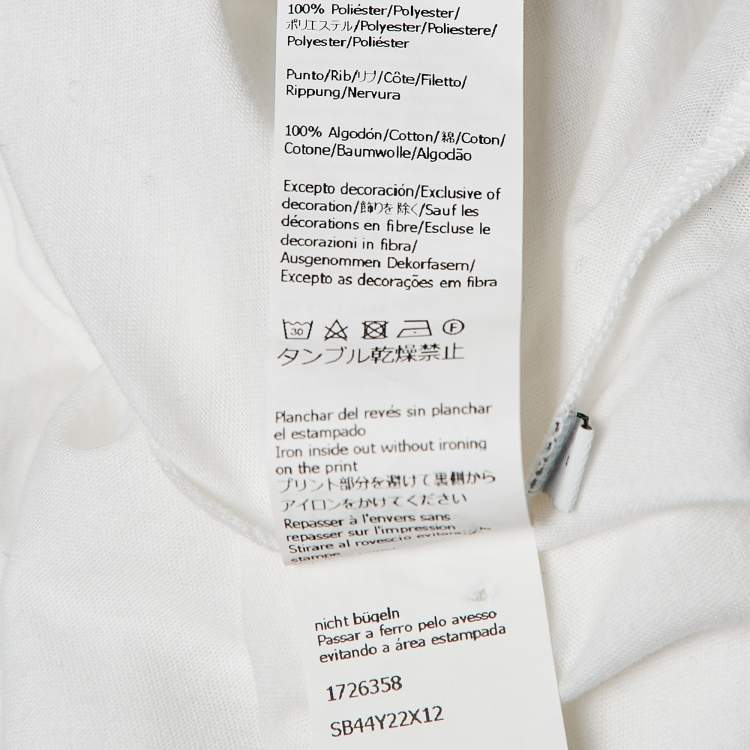 100% Poliéster/Polyester/
ポリエステル/Polyester/Poliestere/
Polyester/Poliéster
Punto/Rib/リブ/Côte/Filetto/
Rippung/Nervura
100% Algodón/Cotton/綿/Coton/
Cotone/Baumwolle/Algodão
Excepto decoración/Exclusive of
decoration/飾りを除く/Sauf les
décorations en fibre/Escluse le
decorazioni in fibra/
Ausgenommen Dekorfasern/
Excepto as decorações em fibra
30 F
タンブル乾燥禁止
Planchar del revés sin planchar
el estampado
Iron inside out without ironing
on the print
プリント部分を避けて裏側から
アイロンをかけてください
Repasser à l'envers sans
repasser sur l'impression
Stirare al rovescio evitando
stampe
nicht bügeln
Passar a ferro pelo avesso
evitando a área estampada
1726358
SB44Y22X12